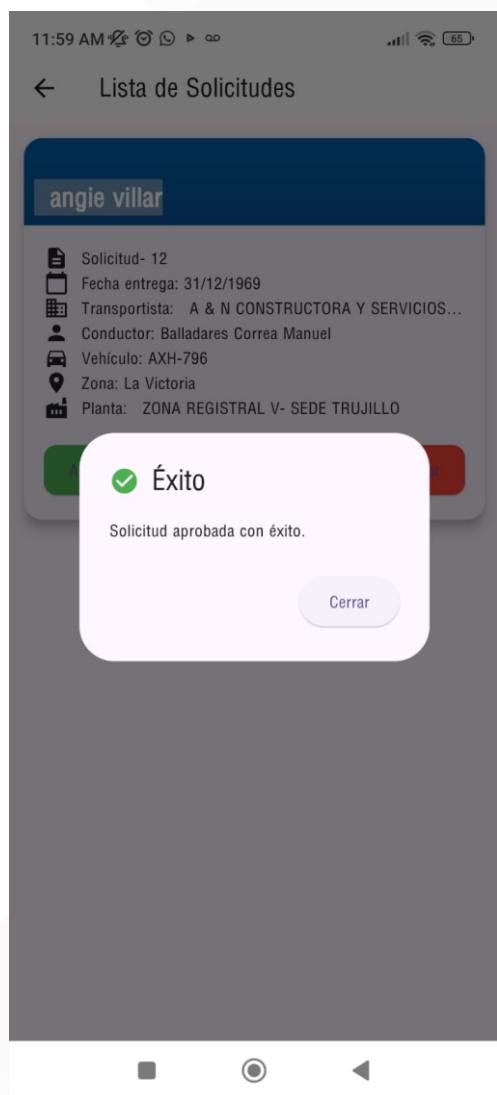 11:59 AM
65
Lista de Solicitudes
angie villar
Solicitud- 12
Fecha entrega: 31/12/1969
Transportista: A & N CONSTRUCTORA Y SERVICIOS...
Conductor: Balladares Correa Manuel
Vehículo: AXH-796
Zona: La Victoria
Planta: ZONA REGISTRAL V- SEDE TRUJILLO
Éxito
Solicitud aprobada con éxito.
Cerrar